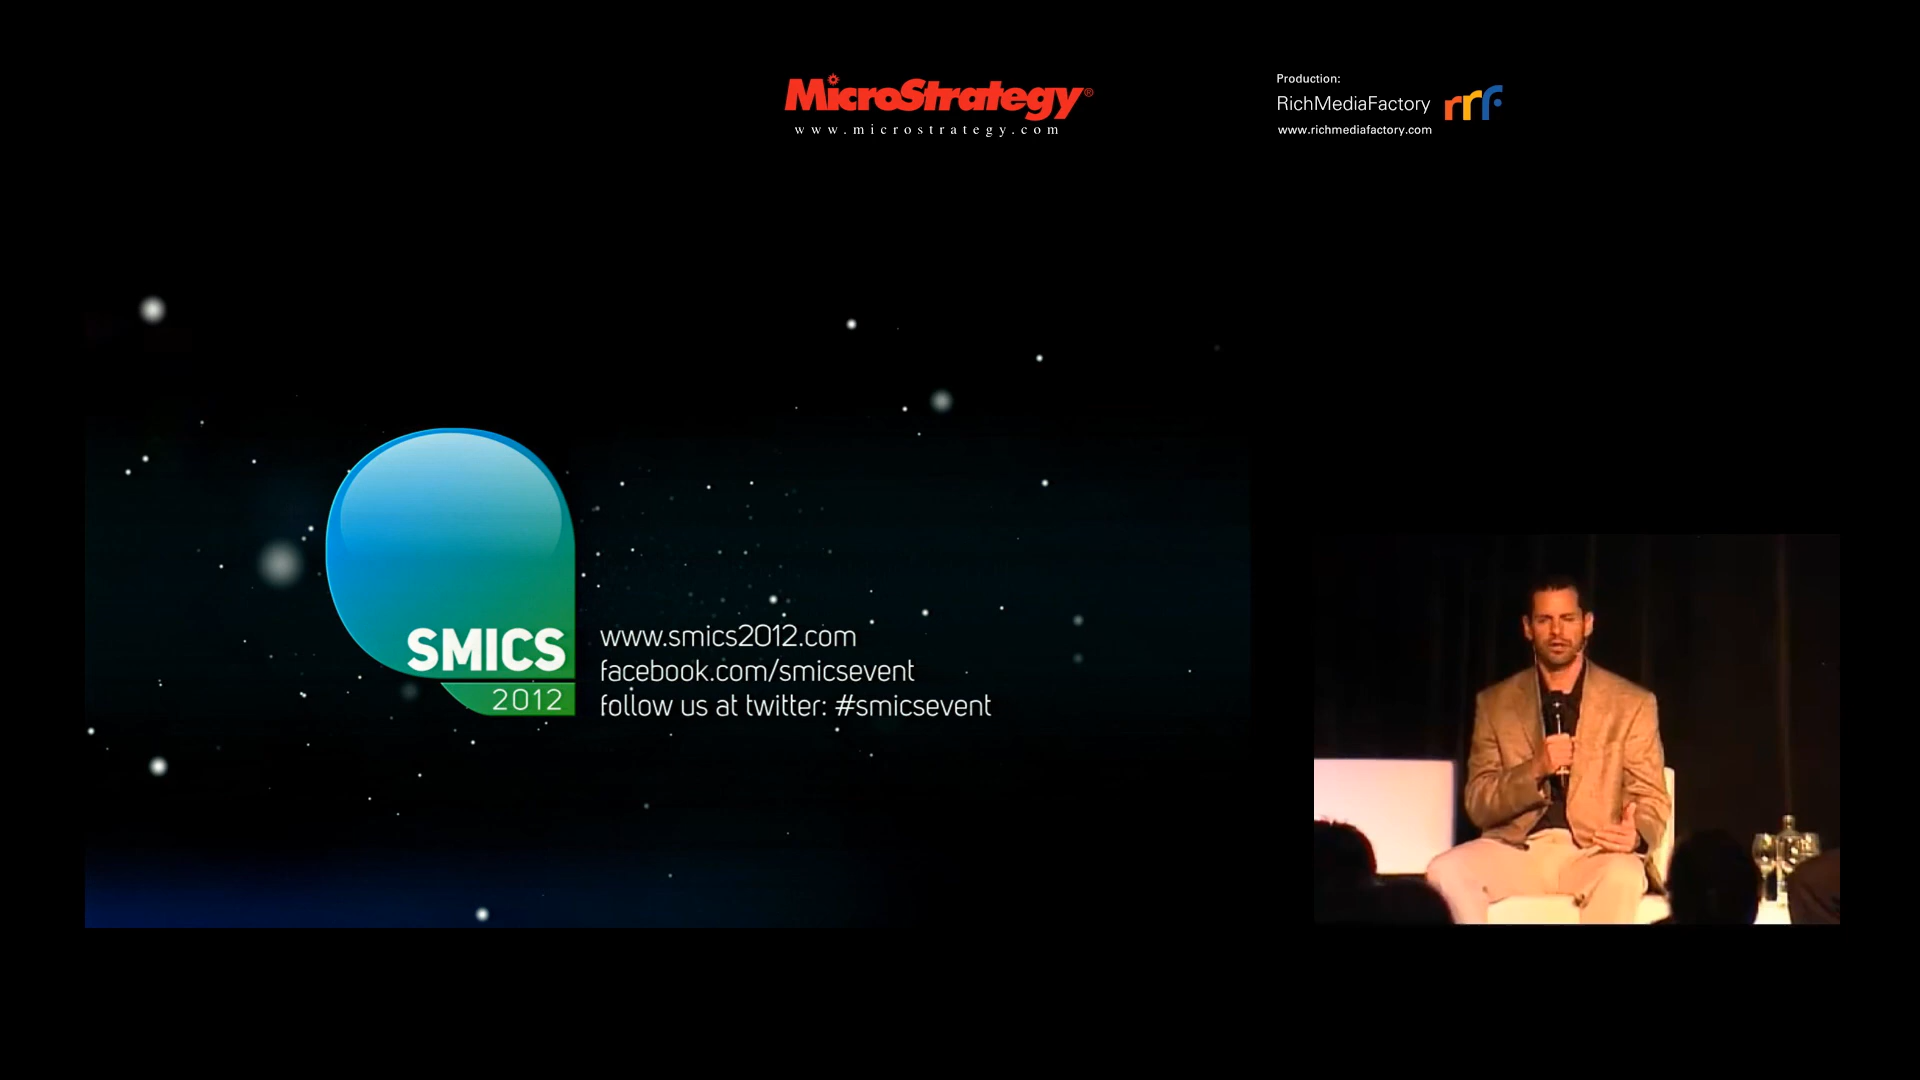 MicroStrategy®
www.microstrategy.com
Production:
RichMediaFactory
rrf
www.richmediafactory.com
SMICS
2012
www.smics2012.com
facebook.com/smicsevent
follow us at twitter: #smicsevent